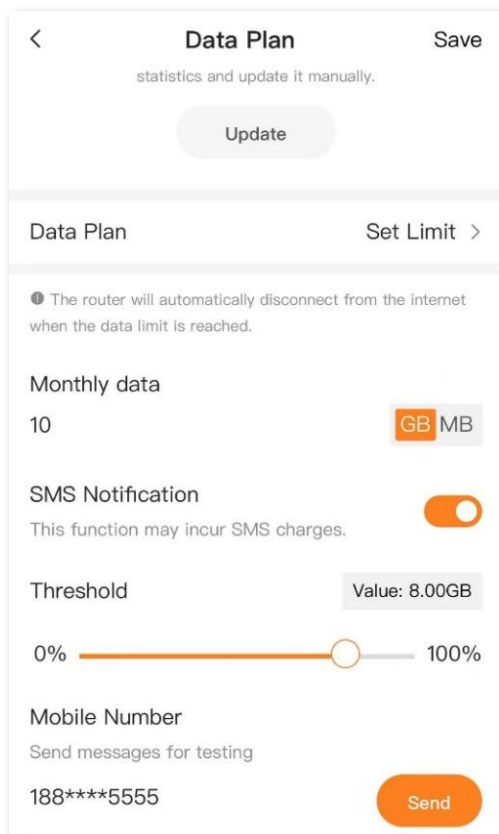 Data Plan Save
statistics and update it manually.
Update
Data Plan Set Limit
The router will automatically disconnect from the internet
when the data limit is reached.
Monthly data
10 GB MB
SMS Notification
This function may incur SMS charges.
Threshold Value: 8.00GB
0% 100%
Mobile Number
Send messages for testing
188****5555 Send